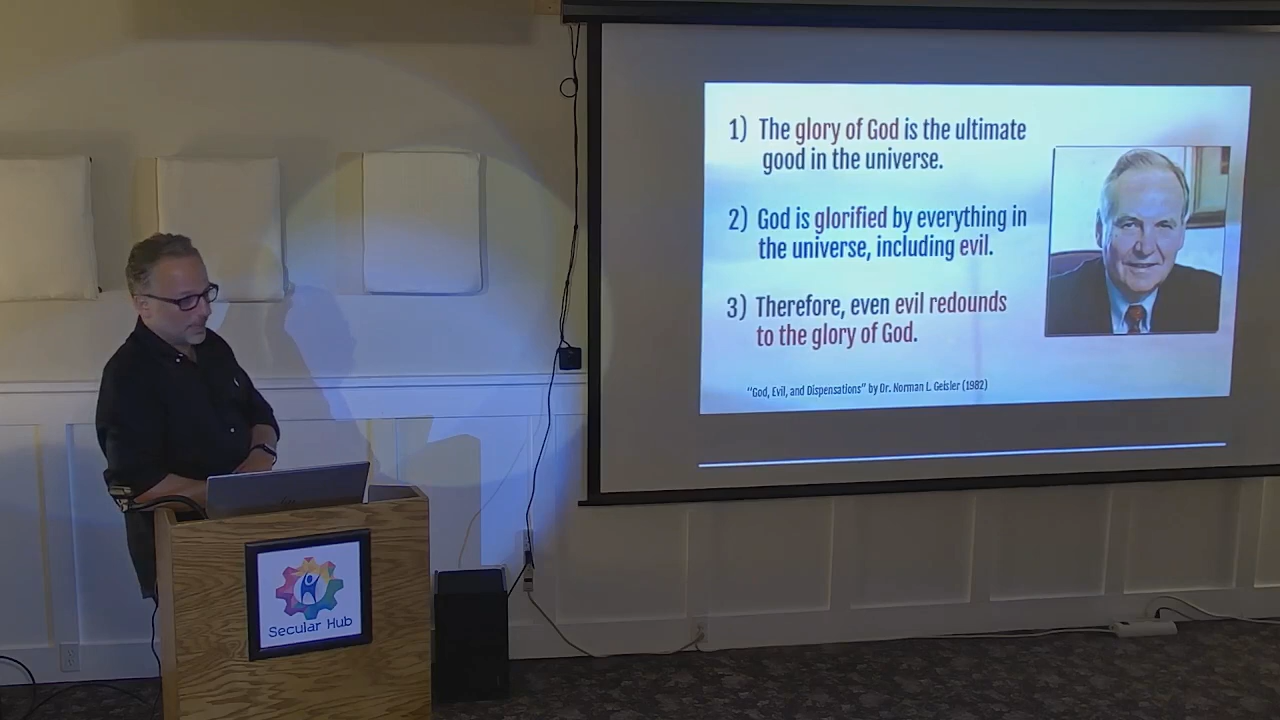 1) The glory of God is the ultimate
good in the universe.
2) God is glorified by everything in
the universe, including evil.
3) Therefore, even evil redounds
to the glory of God.
"God, Evil, and Dispensations" by Dr. Norman L. Geisler (1982)
Secular Hub